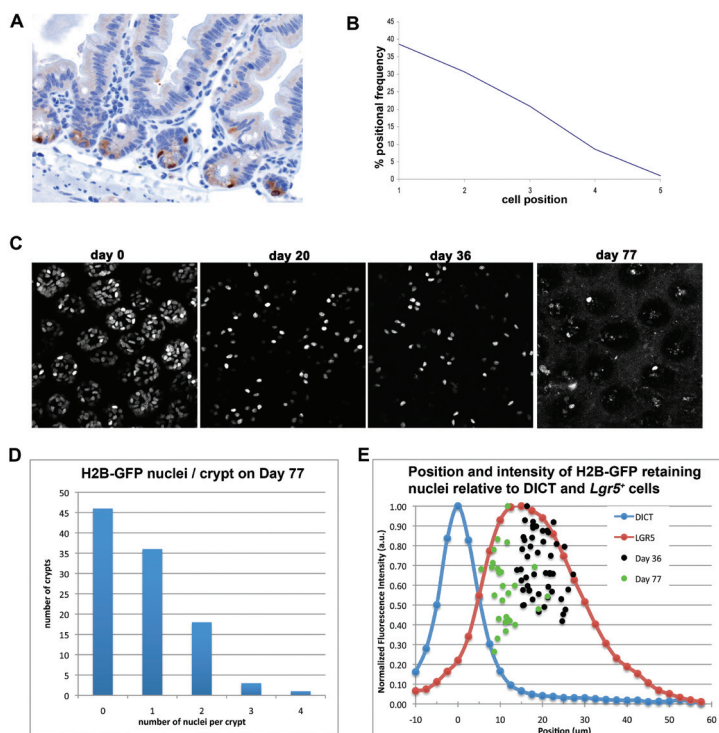 A
B
% positional frequency
45
40
35
30
25
20
15
10
5
0
1 2 3 4 5
cell position
C
day 0 day 20 day 36 day 77
D
H2B-GFP nuclei / crypt on Day 77
number of crypts
50
45
40
35
30
25
20
15
10
5
0
0 1 2 3 4
number of nuclei per crypt
E
Position and intensity of H2B-GFP retaining
nuclei relative to DICT and Lgr5+ cells
Normalized Fluorescence Intensity (a.u.)
1.00
0.90
0.80
0.70
0.60
0.50
0.40
0.30
0.20
0.10
0.00
-10 0 10 20 30 40 50 60
Position (um)
DICT
LGR5
Day 36
Day 77